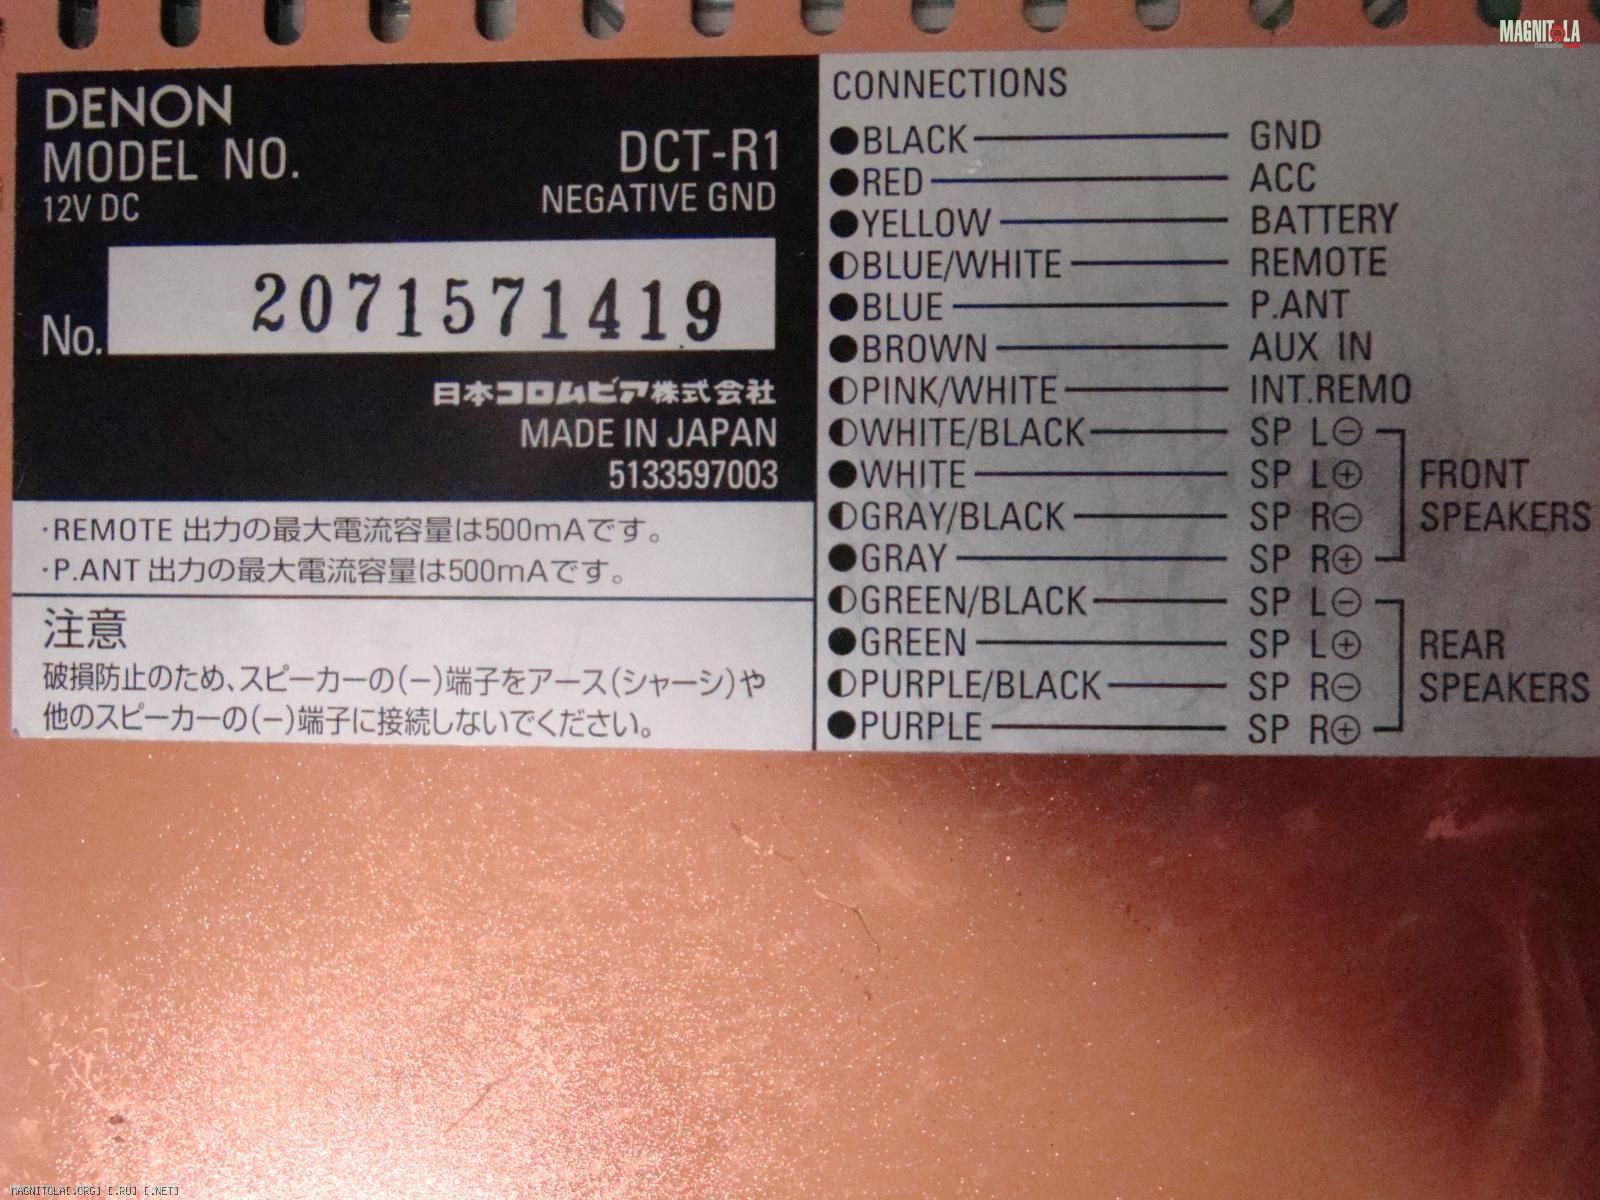 MAGNITOLA
DENON
MODEL NO. DCT-R1
12V DC NEGATIVE GND
No. 2071571419
日本コロムビア株式会社
MADE IN JAPAN
5133597003
・REMOTE 出力の最大電流容量は500mAです。
・P.ANT 出力の最大電流容量は500mAです。
注意
破損防止のため、スピーカーの(−)端子をアース(シャーシ)や
他のスピーカーの(−)端子に接続しないでください。
CONNECTIONS
●BLACK GND
●RED ACC
●YELLOW BATTERY
◐BLUE/WHITE REMOTE
●BLUE P.ANT
●BROWN AUX IN
◐PINK/WHITE INT.REMO
◐WHITE/BLACK SP L⊖
●WHITE SP L⊕
◐GRAY/BLACK SP R⊖
●GRAY SP R⊕
FRONT
SPEAKERS
◐GREEN/BLACK SP L⊖
●GREEN SP L⊕
◐PURPLE/BLACK SP R⊖
●PURPLE SP R⊕
REAR
SPEAKERS
MAGNITOLA[.ORG] [.RU] [.NET]